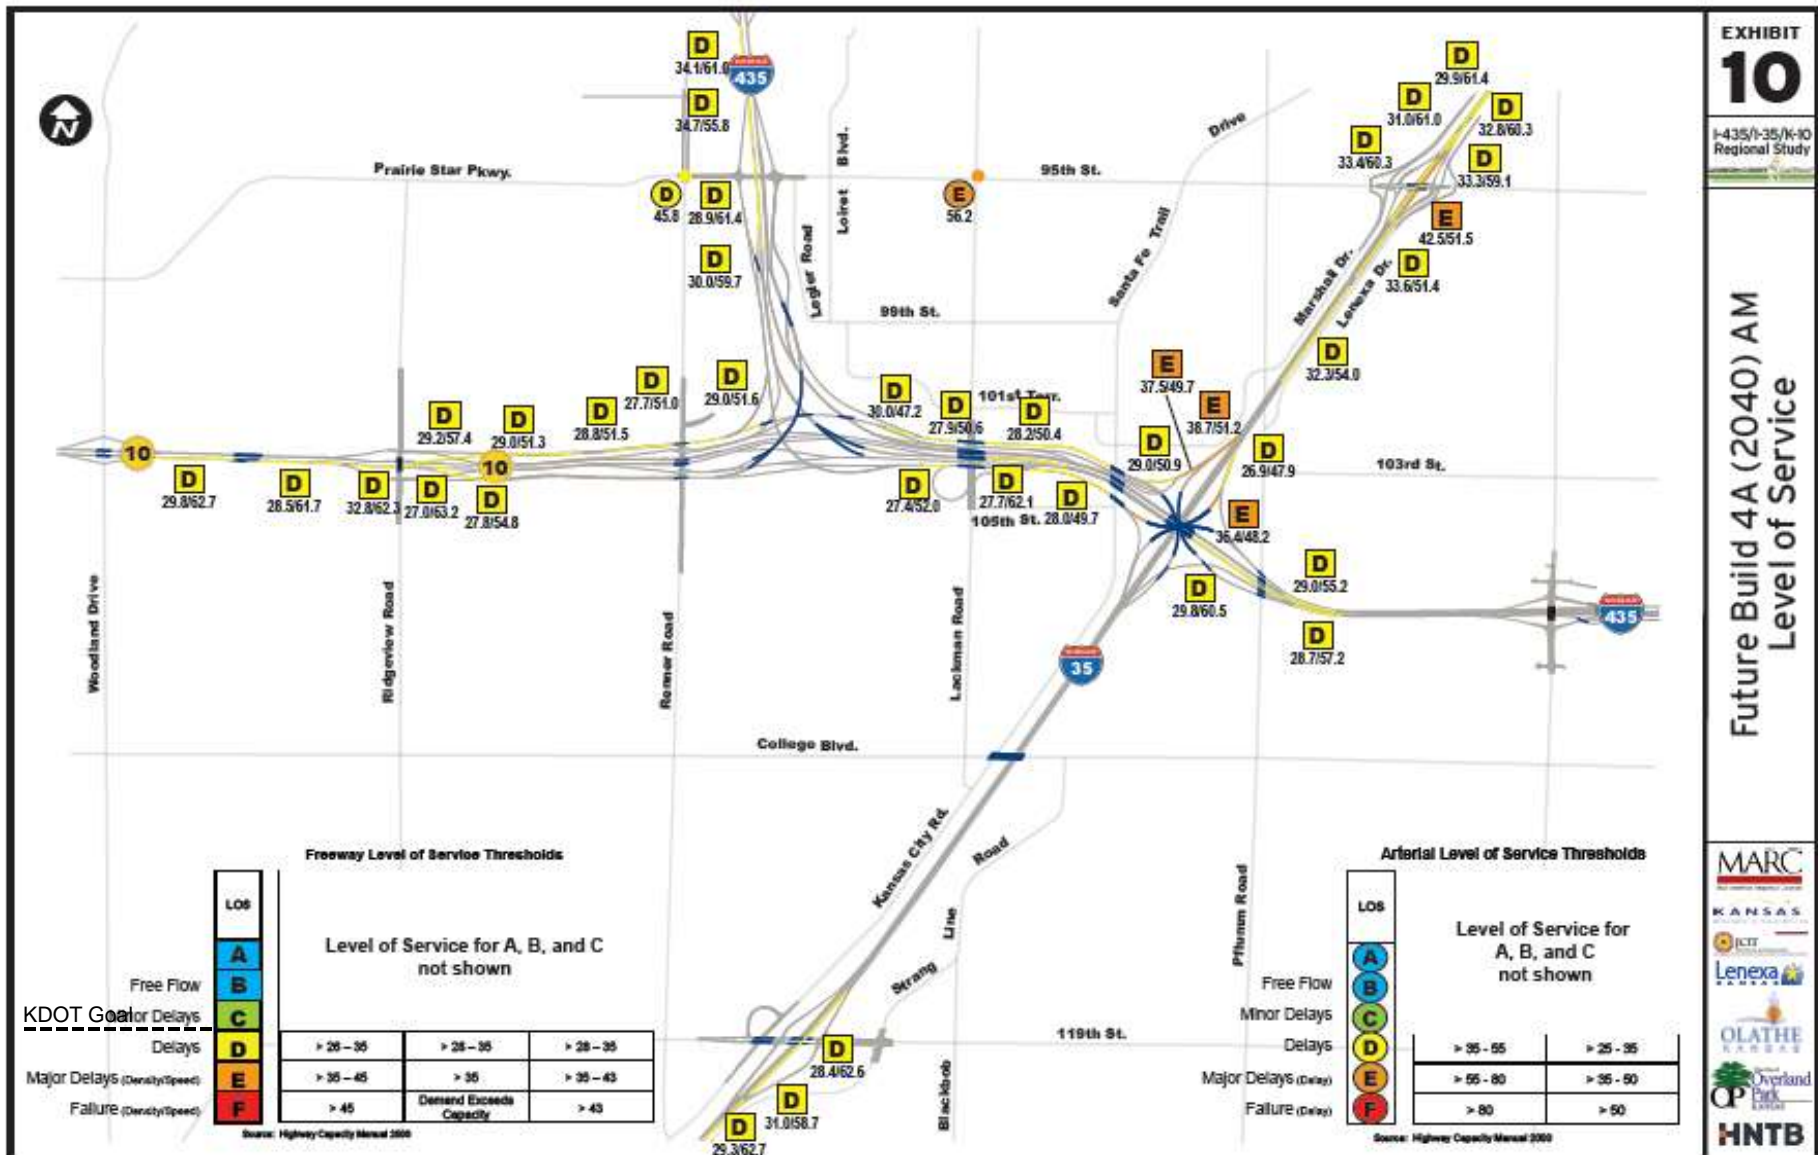 EXHIBIT
10
I-435/I-35/K-10
Regional Study
Future Build 4A (2040) AM
Level of Service
MARC
KANSAS
Lenexa
KANSAS
OLATHE
KANSAS
Overland
Park
KANSAS
OP
HNTB
N
D
34.1/61.0
435
D
34.7/55.8
Prairie Star Pkwy.
D
45.8
D
28.9/61.4
D
30.0/59.7
Loiret Blvd.
Legler Road
E
56.2
95th St.
99th St.
Santa Fe Trail
Drive
D
29.9/61.4
D
31.0/61.0
D
32.8/60.3
D
33.4/60.3
D
33.3/59.1
E
42.5/51.5
D
33.6/51.4
Marshall Dr.
Lenexa Dr.
D
32.3/54.0
E
37.5/49.7
E
38.7/51.2
D
27.7/51.0
D
29.0/51.6
D
29.2/57.4
D
29.0/51.3
D
28.8/51.5
D
30.0/47.2
D
27.9/50.6
101st Terr.
D
28.2/50.4
D
29.0/50.9
D
26.9/47.9
103rd St.
10
10
D
29.8/62.7
D
28.5/61.7
D
32.8/62.3
D
27.0/63.2
D
27.8/54.8
D
27.4/52.0
D
27.7/62.1
D
28.0/49.7
105th St.
E
36.4/48.2
D
29.0/55.2
D
29.8/60.5
D
28.7/57.2
435
35
Woodland Drive
Ridgeview Road
Renner Road
Lackman Road
College Blvd.
Kansas City Rd.
Strang Line Road
Pflumm Road
Blackbob
119th St.
D
28.4/62.6
D
31.0/58.7
D
29.3/62.7
Freeway Level of Service Thresholds
LOS
Level of Service for A, B, and C
not shown
A
Free Flow B
KDOT Goal
C
Delays D > 26 – 35 > 28 – 35 > 28 – 35
Major Delays (Density/Speed) E > 35 – 45 > 35 > 35 – 43
Failure (Density/Speed) F > 45 Demand Exceeds Capacity > 43
Source: Highway Capacity Manual 2000
Arterial Level of Service Thresholds
LOS
Level of Service for
A, B, and C
not shown
A
Free Flow B
Minor Delays C
Delays D > 35 - 55 > 25 - 35
Major Delays (Delay) E > 55 - 80 > 35 - 50
Failure (Delay) F > 80 > 50
Source: Highway Capacity Manual 2000